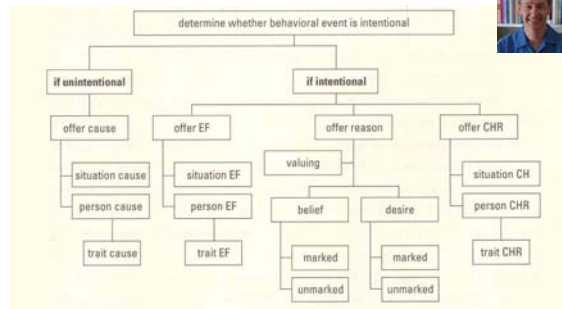 determine whether behavioral event is intentional
if unintentional
if intentional
offer cause
offer EF
offer reason
offer CHR
valuing
situation cause
situation EF
situation CH
person cause
person EF
belief
desire
person CHR
trait cause
trait EF
marked
marked
trait CHR
unmarked
unmarked